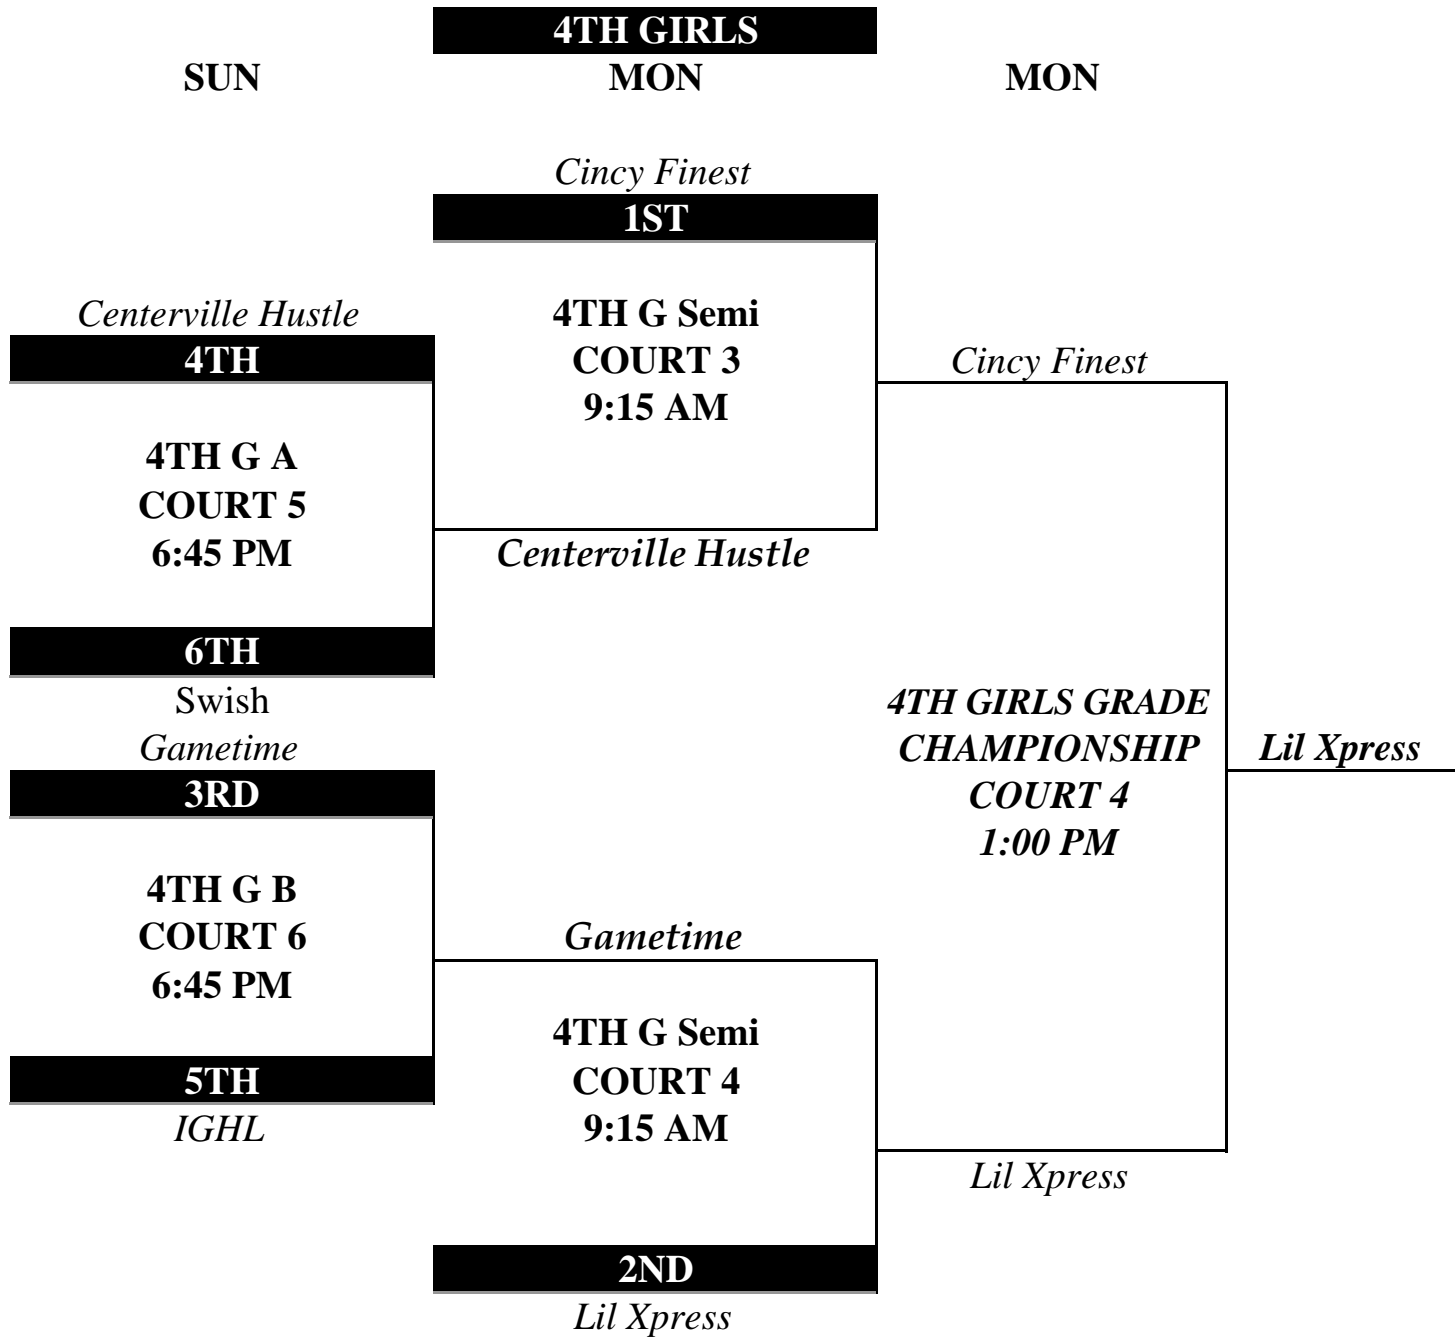 4TH GIRLS
SUN MON MON
Cincy Finest
1ST
Centerville Hustle
4TH
4TH G Semi
COURT 3
9:15 AM
Cincy Finest
4TH G A
COURT 5
6:45 PM
Centerville Hustle
6TH
Swish
Gametime
3RD
4TH GIRLS GRADE
CHAMPIONSHIP
COURT 4
1:00 PM
Lil Xpress
4TH G B
COURT 6
6:45 PM
Gametime
5TH
IGHL
4TH G Semi
COURT 4
9:15 AM
Lil Xpress
2ND
Lil Xpress